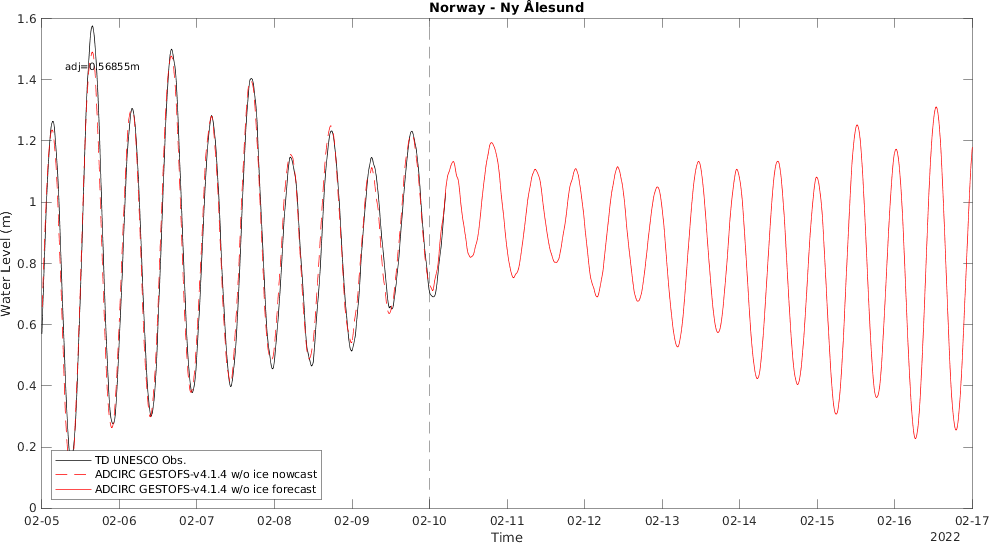 Norway - Ny Ålesund
1.6
1.4
1.2
1
0.8
0.6
0.4
0.2
0
Water Level (m)
adj=0.56855m
TD UNESCO Obs.
ADCIRC GESTOFS-v4.1.4 w/o ice nowcast
ADCIRC GESTOFS-v4.1.4 w/o ice forecast
02-05 02-06 02-07 02-08 02-09 02-10 02-11 02-12 02-13 02-14 02-15 02-16 02-17
Time
2022